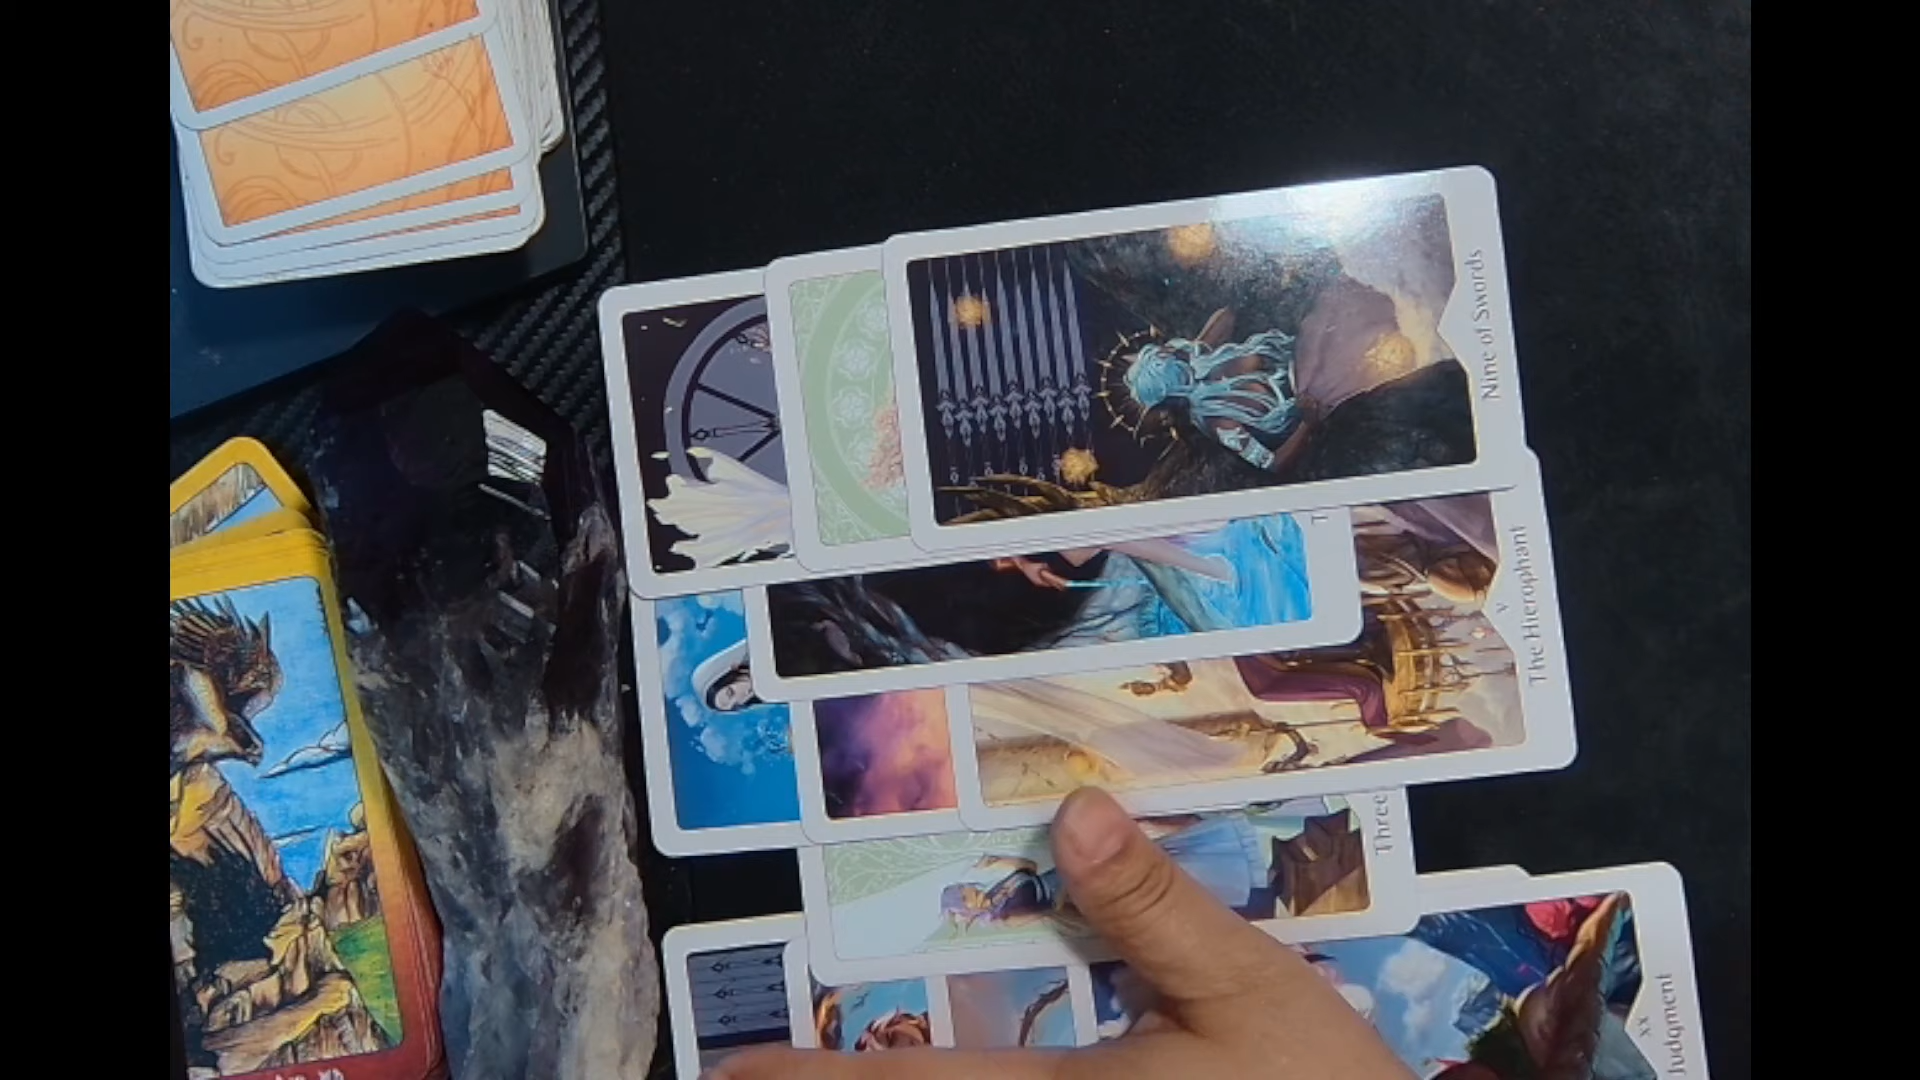 Nine of Swords
V
The Hierophant
Three
XX
Judgment